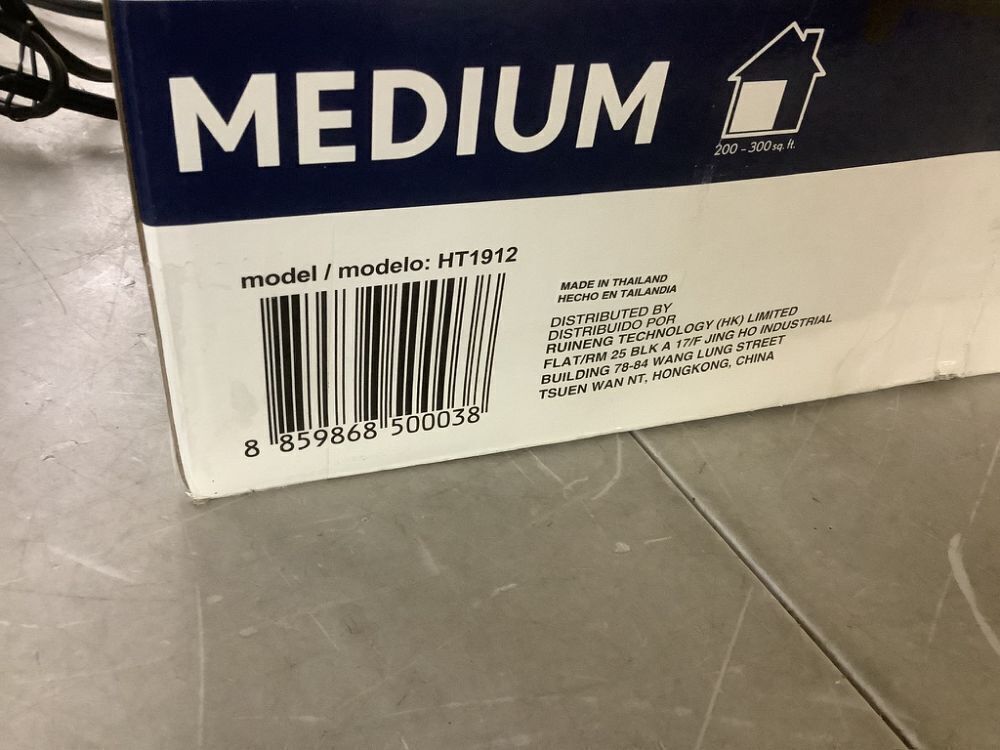 MEDIUM
200 - 300 sq. ft.
model / modelo: HT1912
8 859868 500038
MADE IN THAILAND
HECHO EN TAILANDIA
DISTRIBUTED BY
DISTRIBUIDO POR
RUINENG TECHNOLOGY (HK) LIMITED
FLAT/RM 25 BLK A 17/F JING HO INDUSTRIAL
BUILDING 78-84 WANG LUNG STREET
TSUEN WAN NT, HONGKONG, CHINA